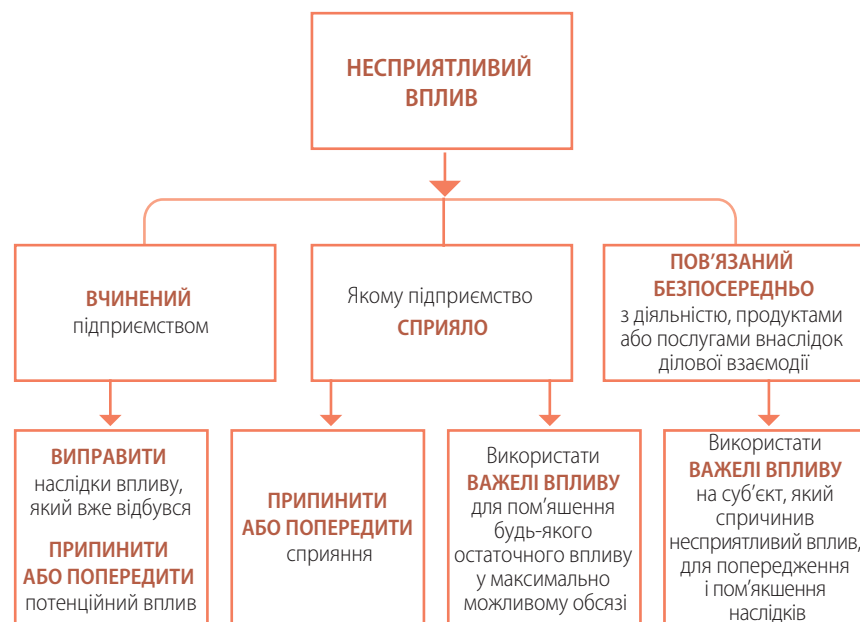 НЕСПРИЯТЛИВИЙ
ВПЛИВ
ВЧИНЕНИЙ
підприємством
Якому підприємство
СПРИЯЛО
ПОВ’ЯЗАНИЙ
БЕЗПОСЕРЕДНЬО
з діяльністю, продуктами
або послугами внаслідок
ділової взаємодії
ВИПРАВИТИ
наслідки впливу,
який вже відбувся
ПРИПИНИТИ
АБО ПОПЕРЕДИТИ
потенційний вплив
ПРИПИНИТИ
АБО ПОПЕРЕДИТИ
сприяння
Використати
ВАЖЕЛІ ВПЛИВУ
для пом’яшення
будь-якого
остаточного впливу
у максимально
можливому обсязі
Використати
ВАЖЕЛІ ВПЛИВУ
на суб’єкт, який
спричинив
несприятливий вплив,
для попередження
і пом’якшення
наслідків